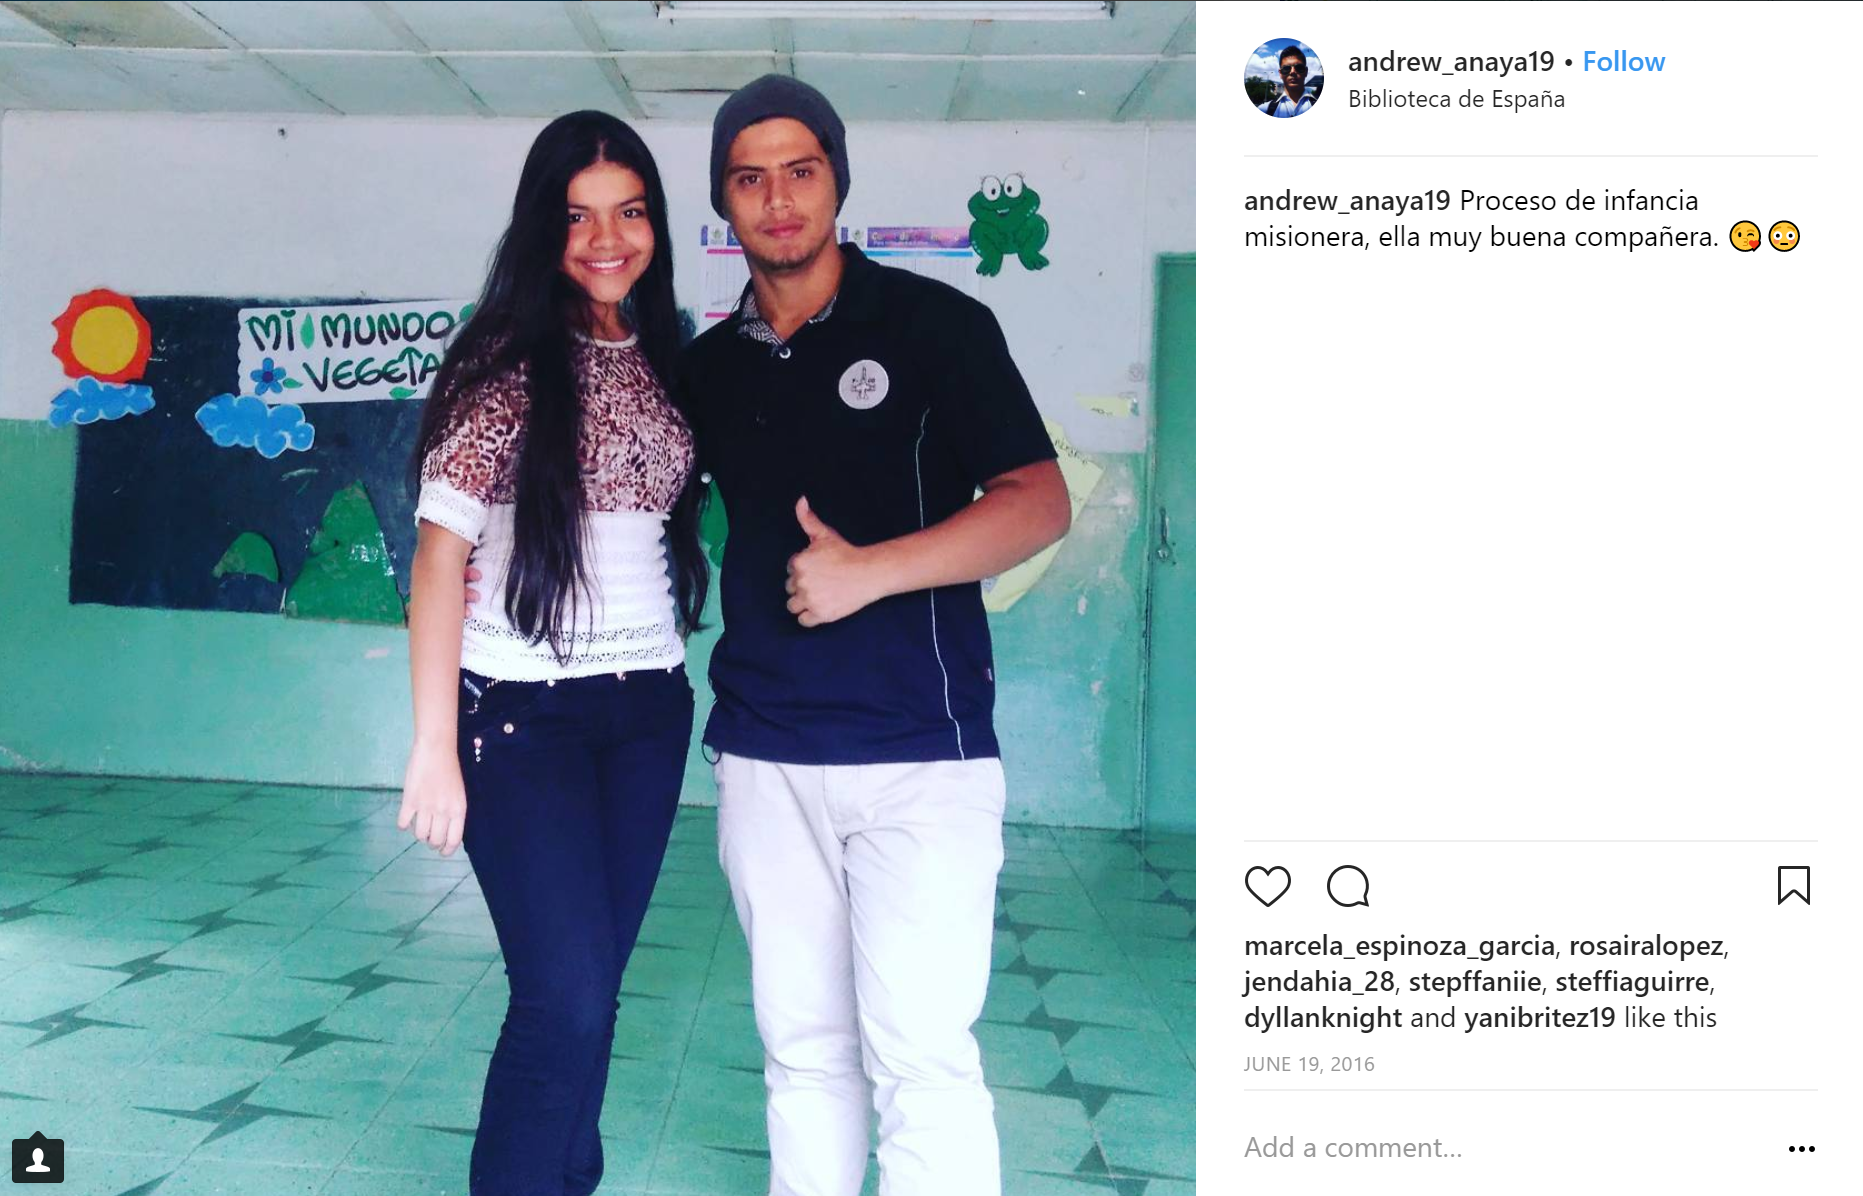 MI MUNDO
VEGETA
andrew_anaya19 • Follow
Biblioteca de España
andrew_anaya19 Proceso de infancia
misionera, ella muy buena compañera. 😘😳
marcela_espinoza_garcia, rosairalopez,
jendahia_28, stepffaniie, steffiaguirre,
dyllanknight and yanibritez19 like this
JUNE 19, 2016
Add a comment...